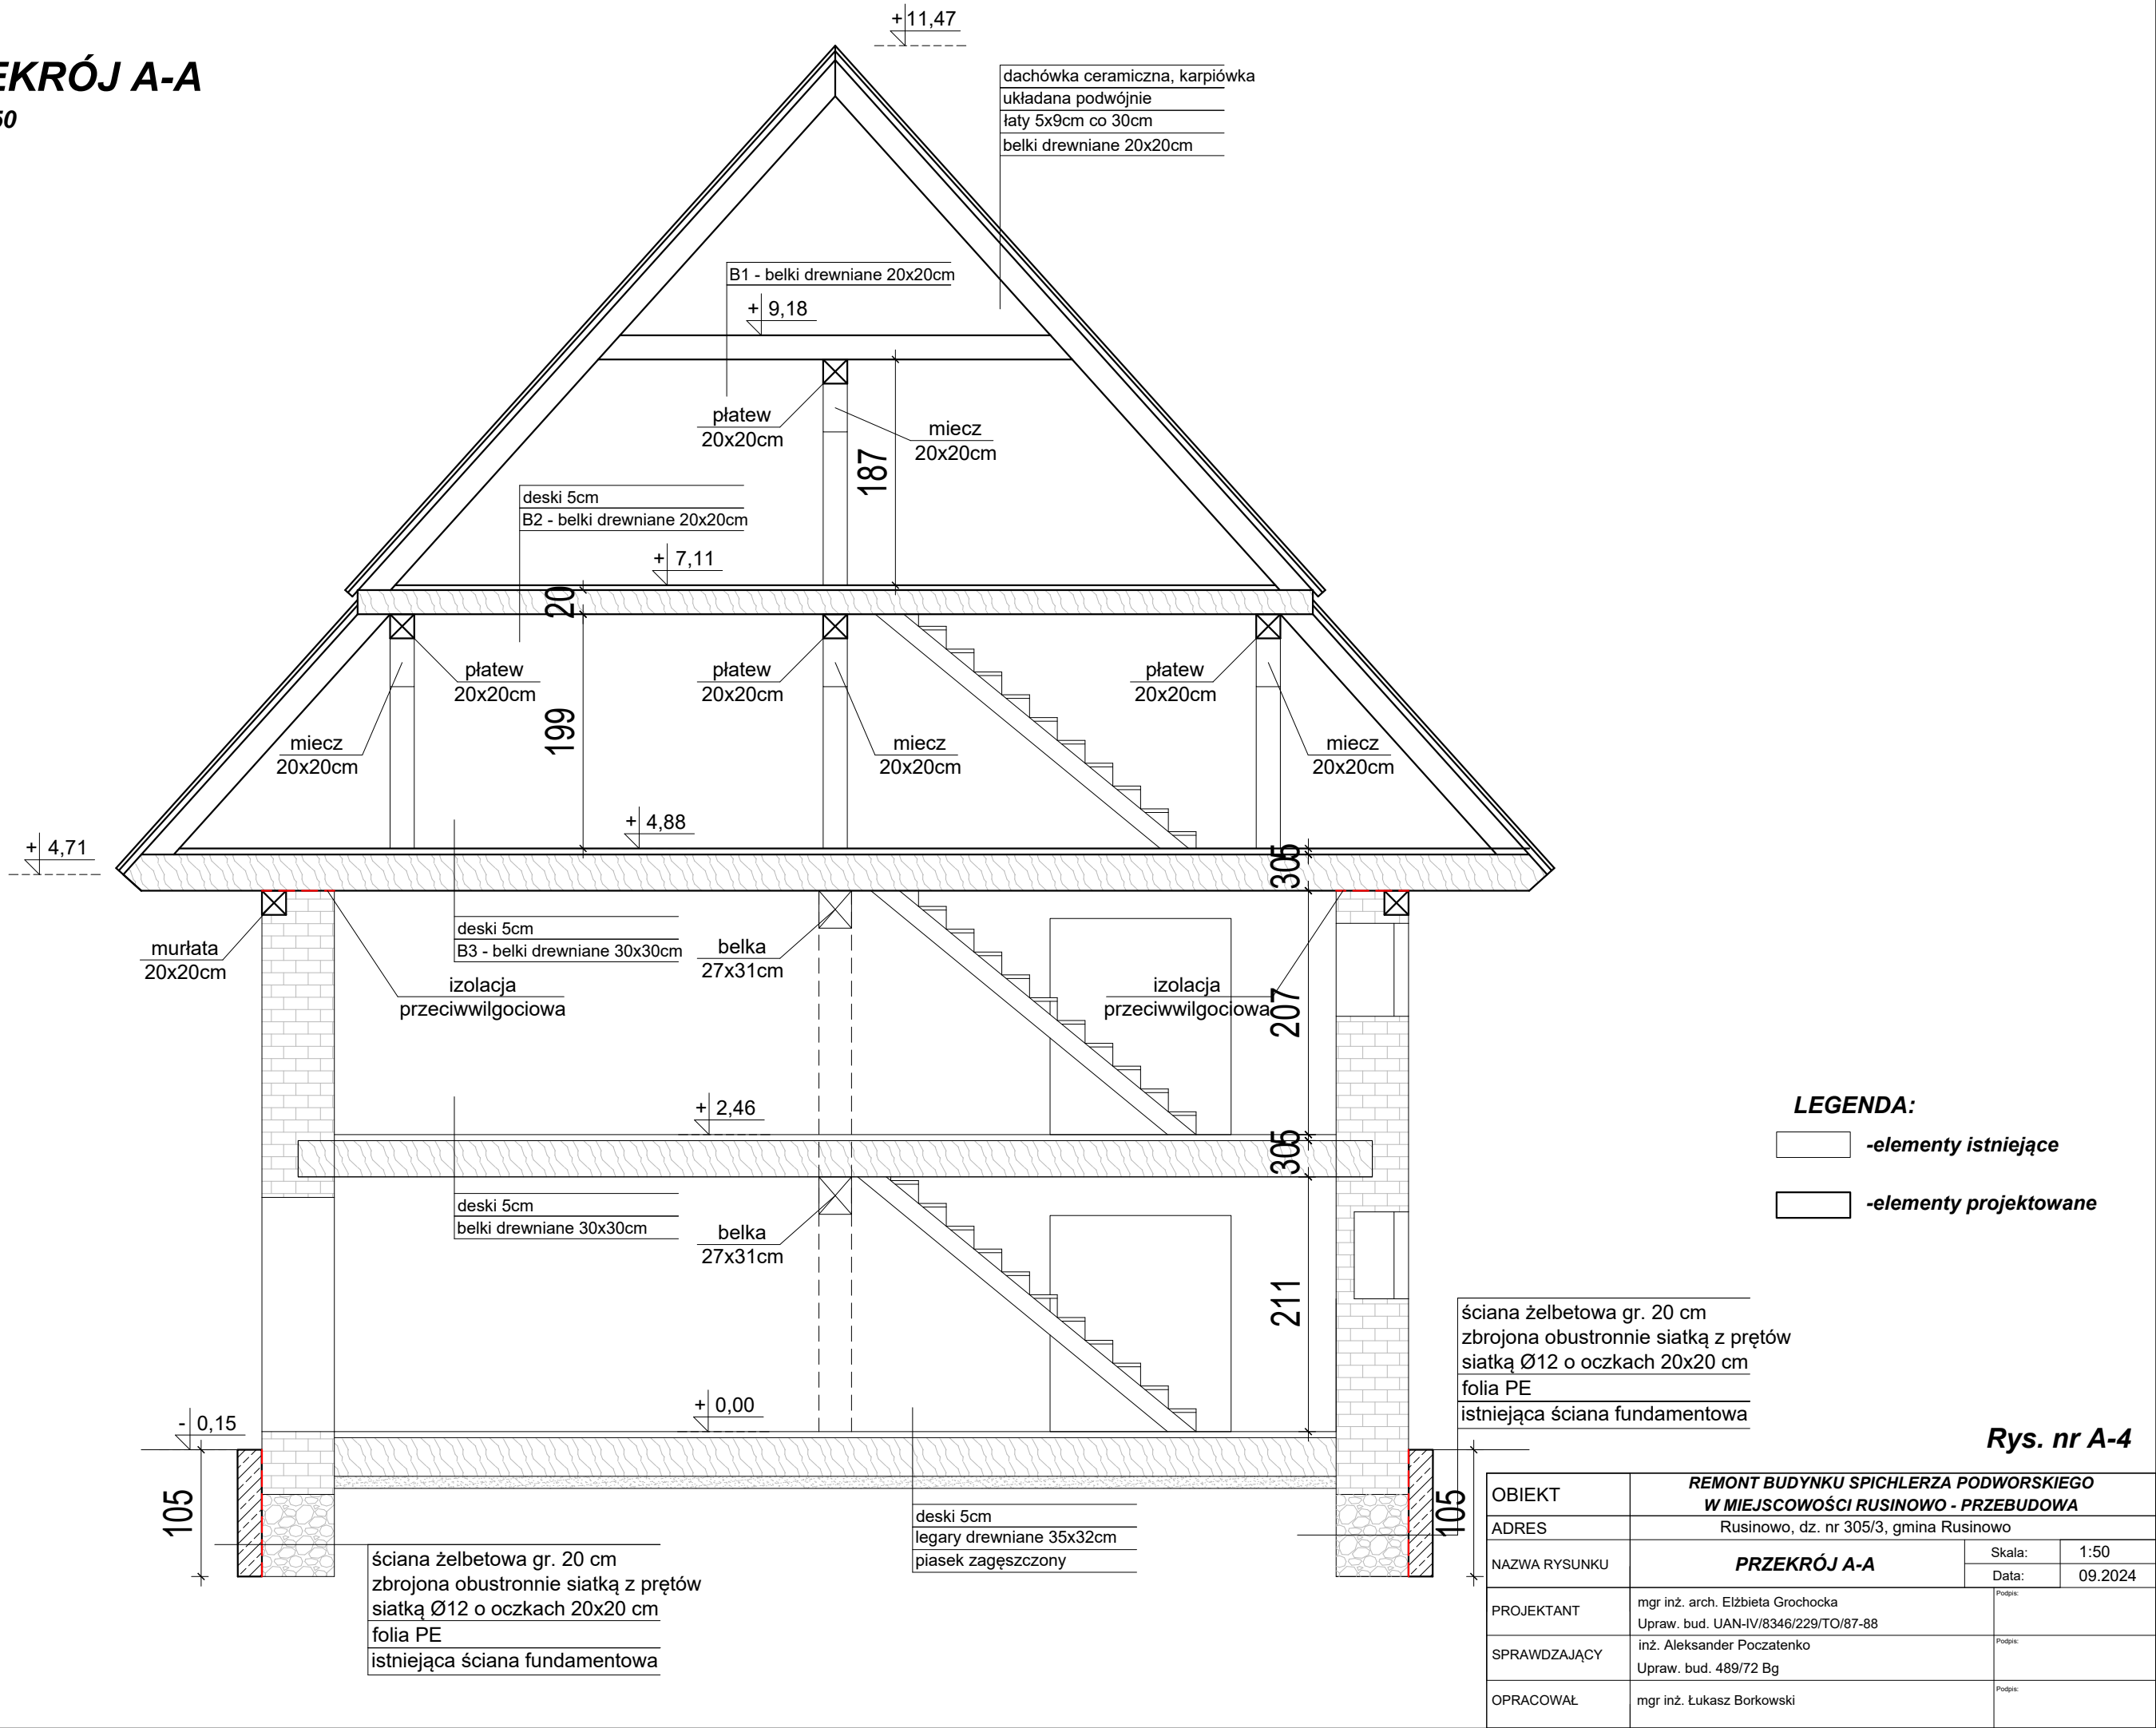 EKRÓJ A-A
50
+11,47
dachówka ceramiczna, karpiówka
układana podwójnie
łaty 5x9cm co 30cm
belki drewniane 20x20cm
B1 - belki drewniane 20x20cm
+ 9,18
płatew
20x20cm
miecz
20x20cm
187
deski 5cm
B2 - belki drewniane 20x20cm
+ 7,11
20
płatew
20x20cm
płatew
20x20cm
płatew
20x20cm
199
miecz
20x20cm
miecz
20x20cm
miecz
20x20cm
+ 4,88
+ 4,71
305
deski 5cm
B3 - belki drewniane 30x30cm
belka
27x31cm
murłata
20x20cm
izolacja
przeciwwilgociowa
izolacja
przeciwwilgociowa
207
+ 2,46
305
deski 5cm
belki drewniane 30x30cm
belka
27x31cm
211
LEGENDA:
-elementy istniejące
-elementy projektowane
ściana żelbetowa gr. 20 cm
zbrojona obustronnie siatką z prętów
siatką Ø12 o oczkach 20x20 cm
folia PE
istniejąca ściana fundamentowa
+ 0,00
- 0,15
105
105
deski 5cm
legary drewniane 35x32cm
piasek zagęszczony
ściana żelbetowa gr. 20 cm
zbrojona obustronnie siatką z prętów
siatką Ø12 o oczkach 20x20 cm
folia PE
istniejąca ściana fundamentowa
Rys. nr A-4
OBIEKT
REMONT BUDYNKU SPICHLERZA PODWORSKIEGO
W MIEJSCOWOŚCI RUSINOWO - PRZEBUDOWA
ADRES
Rusinowo, dz. nr 305/3, gmina Rusinowo
NAZWA RYSUNKU
PRZEKRÓJ A-A
Skala:
1:50
Data:
09.2024
PROJEKTANT
mgr inż. arch. Elżbieta Grochocka
Upraw. bud. UAN-IV/8346/229/TO/87-88
Podpis:
SPRAWDZAJĄCY
inż. Aleksander Poczatenko
Upraw. bud. 489/72 Bg
Podpis:
OPRACOWAŁ
mgr inż. Łukasz Borkowski
Podpis: